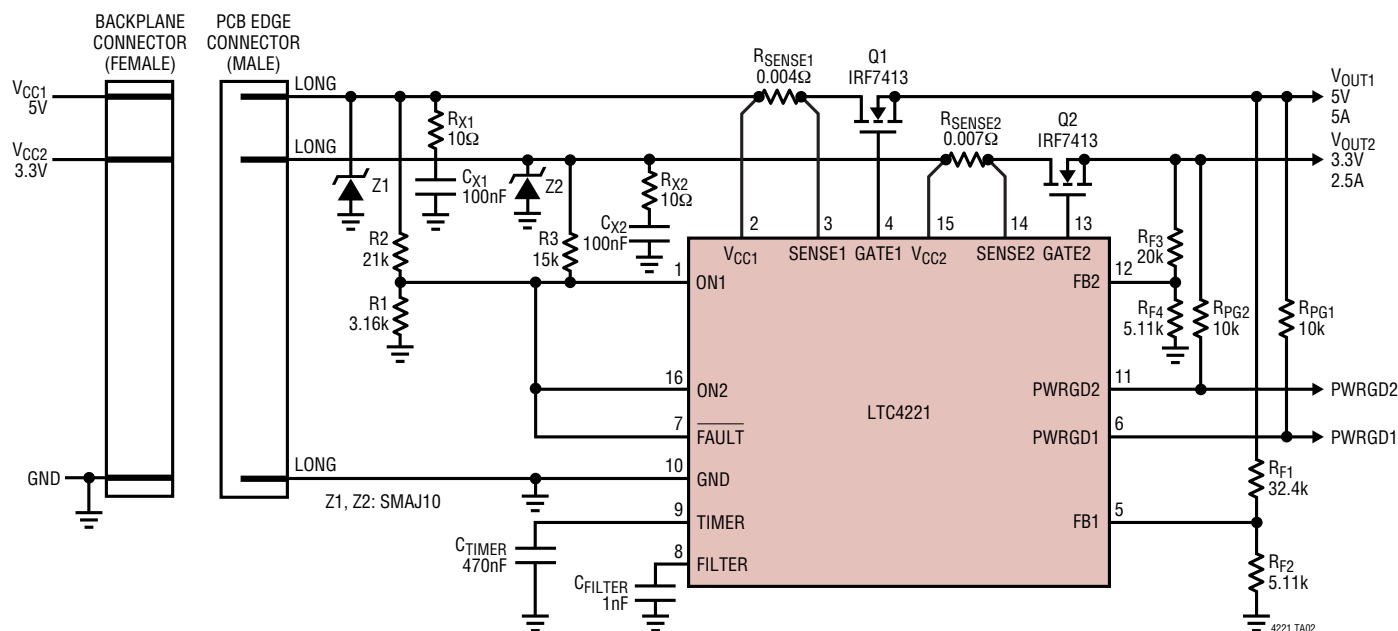 BACKPLANE
CONNECTOR
(FEMALE)
PCB EDGE
CONNECTOR
(MALE)
VCC1
5V
VCC2
3.3V
GND
LONG
LONG
LONG
Z1
Z2
RX1
10Ω
CX1
100nF
RX2
10Ω
CX2
100nF
R2
21k
R1
3.16k
R3
15k
RSENSE1
0.004Ω
Q1
IRF7413
RSENSE2
0.007Ω
Q2
IRF7413
VOUT1
5V
5A
VOUT2
3.3V
2.5A
2
3
4
15
14
13
VCC1
SENSE1
GATE1
VCC2
SENSE2
GATE2
1
ON1
16
ON2
7
FAULT
10
GND
9
TIMER
8
FILTER
LTC4221
12
FB2
11
PWRGD2
6
PWRGD1
5
FB1
RF3
20k
RF4
5.11k
RPG2
10k
RPG1
10k
PWRGD2
PWRGD1
RF1
32.4k
RF2
5.11k
Z1, Z2: SMAJ10
CTIMER
470nF
CFILTER
1nF
4221 TA02